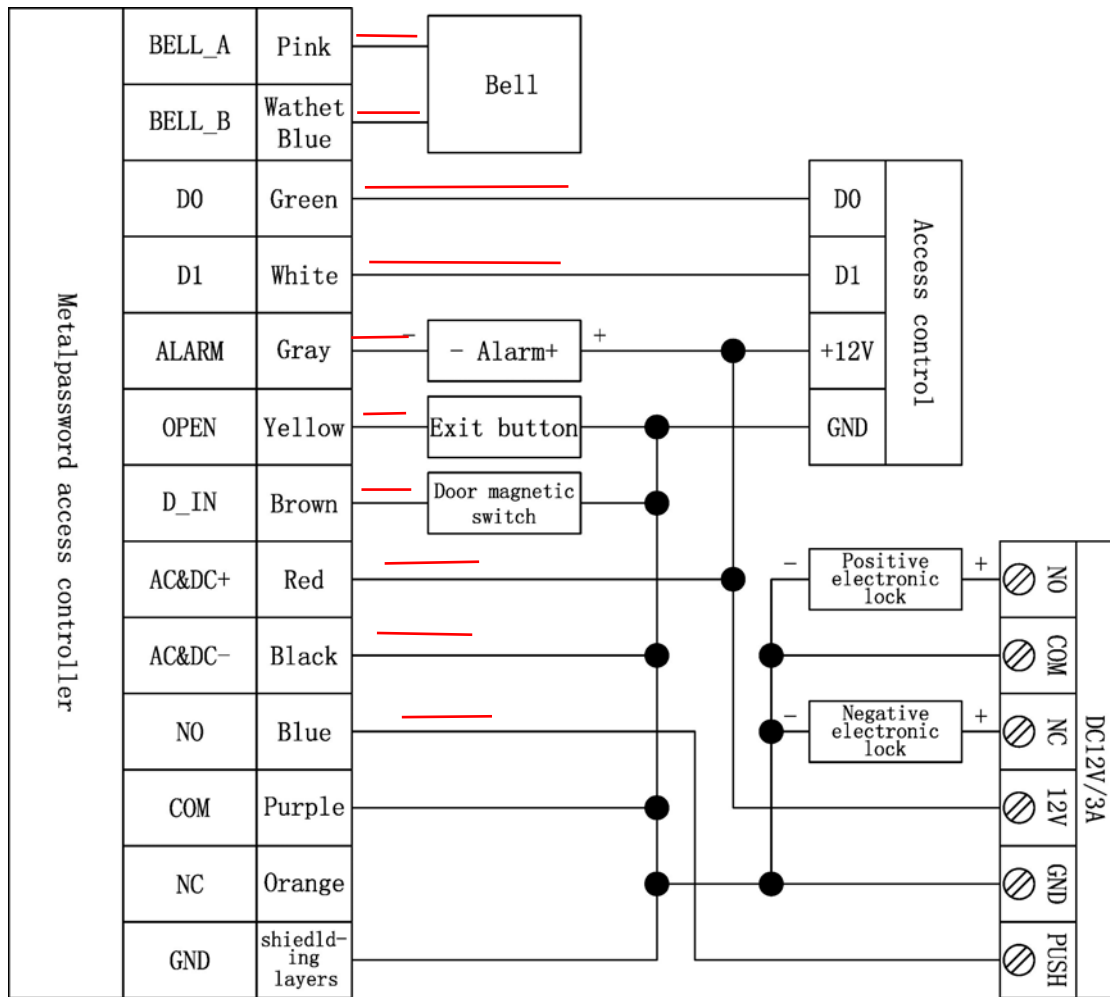 Metalpassword access controller
BELL_A Pink
BELL_B Wathet
Blue
D0 Green
D1 White
ALARM Gray
OPEN Yellow
D_IN Brown
AC&DC+ Red
AC&DC- Black
NO Blue
COM Purple
NC Orange
GND shiedld-
ing
layers
Bell
- - Alarm+ +
Exit button
Door magnetic
switch
D0
D1
+12V
GND
Access control
- Positive +
electronic
lock
- Negative +
electronic
lock
NO
COM
NC
12V
GND
PUSH
DC12V/3A